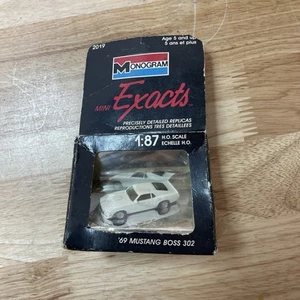 2019
Age 5 and up
5 ans et plus
MONOGRAM
MINI Exacts
PRECISELY DETAILED REPLICAS
REPRODUCTIONS TRES DETAILLEES
1:87 H.O. SCALE
ECHELLE H.O.
'69 MUSTANG BOSS 302